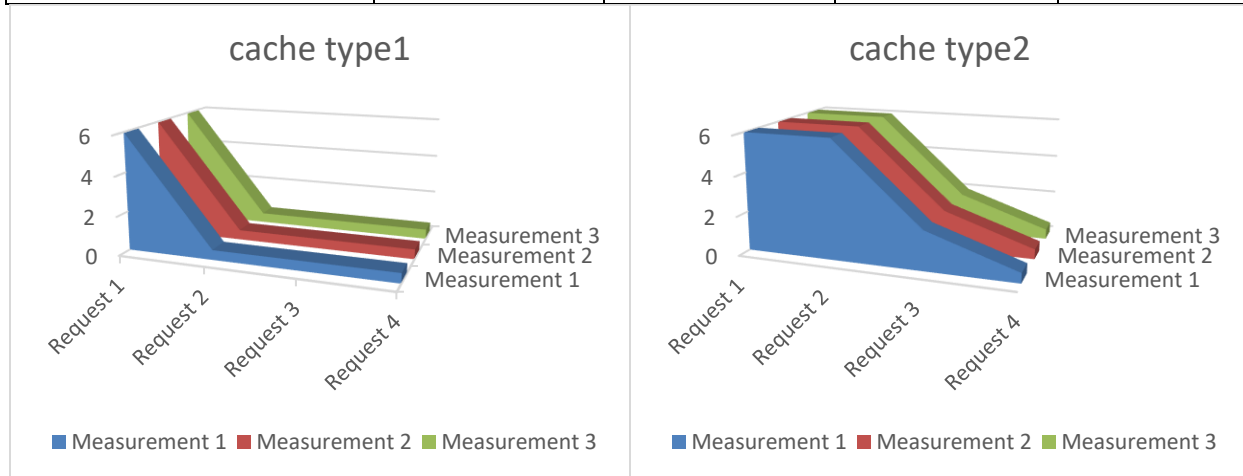 cache type1
6
4
2
0
Measurement 3
Measurement 2
Measurement 1
Request 1
Request 2
Request 3
Request 4
Measurement 1 Measurement 2 Measurement 3
cache type2
6
4
2
0
Measurement 3
Measurement 2
Measurement 1
Request 1
Request 2
Request 3
Request 4
Measurement 1 Measurement 2 Measurement 3